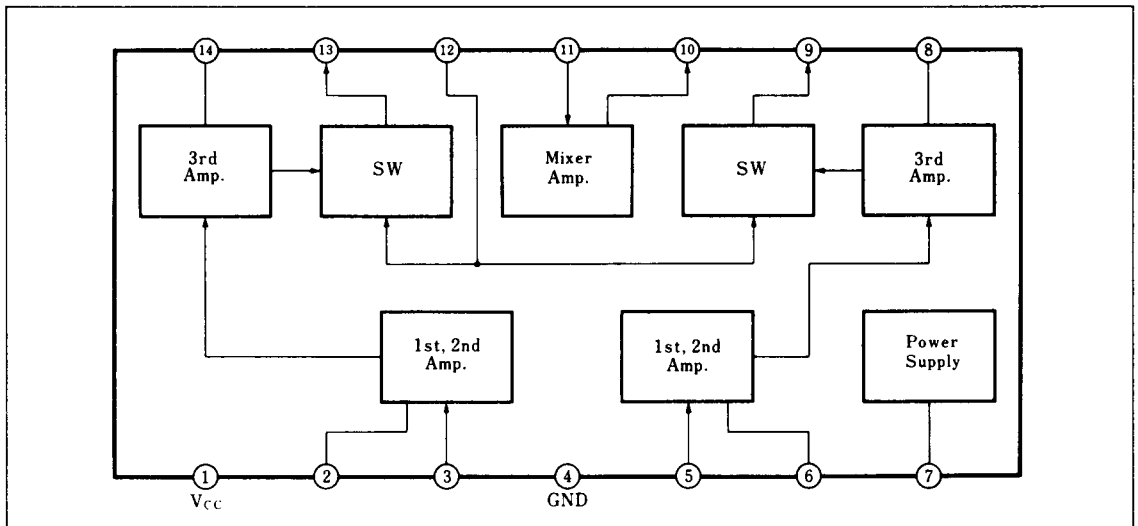 14 13 12 11 10 9 8
3rd Amp.
SW
Mixer Amp.
SW
3rd Amp.
1st, 2nd Amp.
1st, 2nd Amp.
Power Supply
1 2 3 4 5 6 7
VCC GND